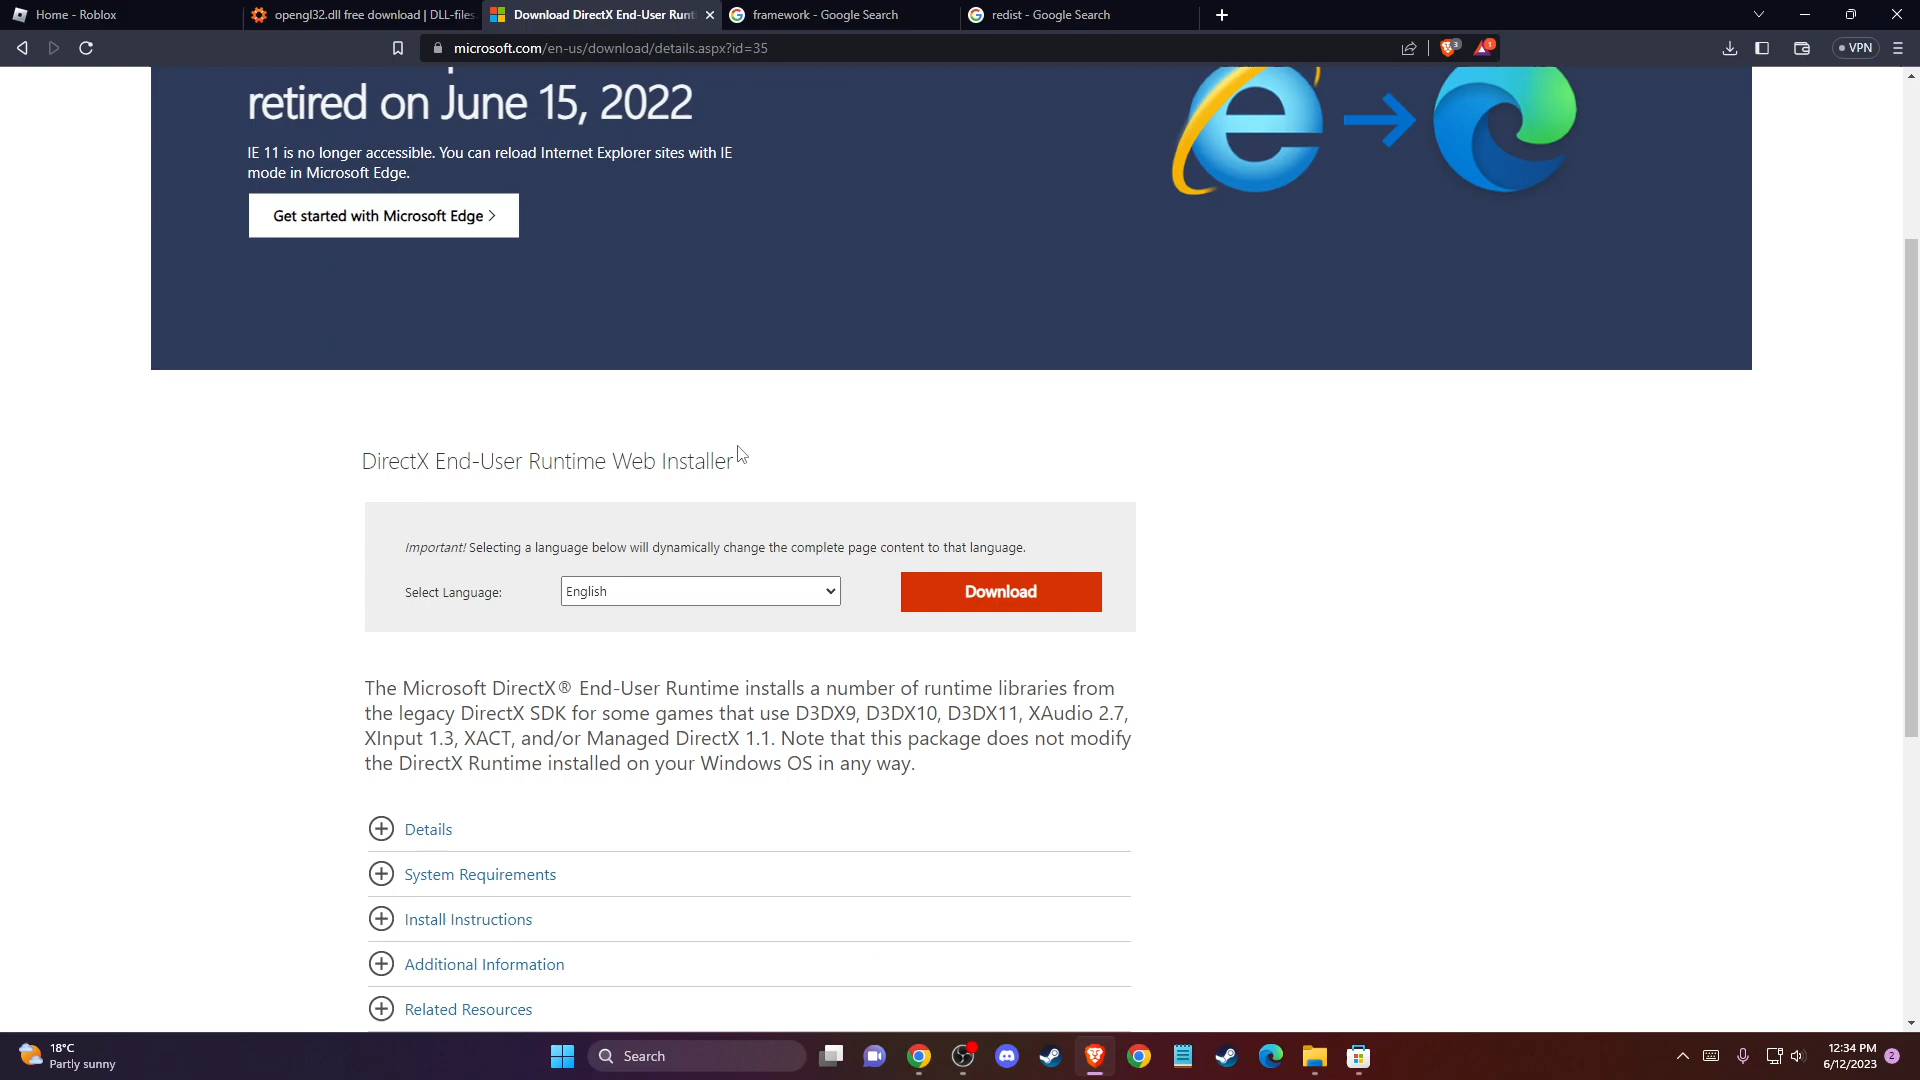 Home - Roblox
opengl32.dll free download | DLL-files.
Download DirectX End-User Runt
framework - Google Search
redist - Google Search
microsoft.com/en-us/download/details.aspx?id=35
3
1
VPN
retired on June 15, 2022
IE 11 is no longer accessible. You can reload Internet Explorer sites with IE
mode in Microsoft Edge.
Get started with Microsoft Edge >
DirectX End-User Runtime Web Installer
Important! Selecting a language below will dynamically change the complete page content to that language.
Select Language:
English
Download
The Microsoft DirectX® End-User Runtime installs a number of runtime libraries from
the legacy DirectX SDK for some games that use D3DX9, D3DX10, D3DX11, XAudio 2.7,
XInput 1.3, XACT, and/or Managed DirectX 1.1. Note that this package does not modify
the DirectX Runtime installed on your Windows OS in any way.
Details
System Requirements
Install Instructions
Additional Information
Related Resources
18°C
Partly sunny
Search
12:34 PM
6/12/2023
2